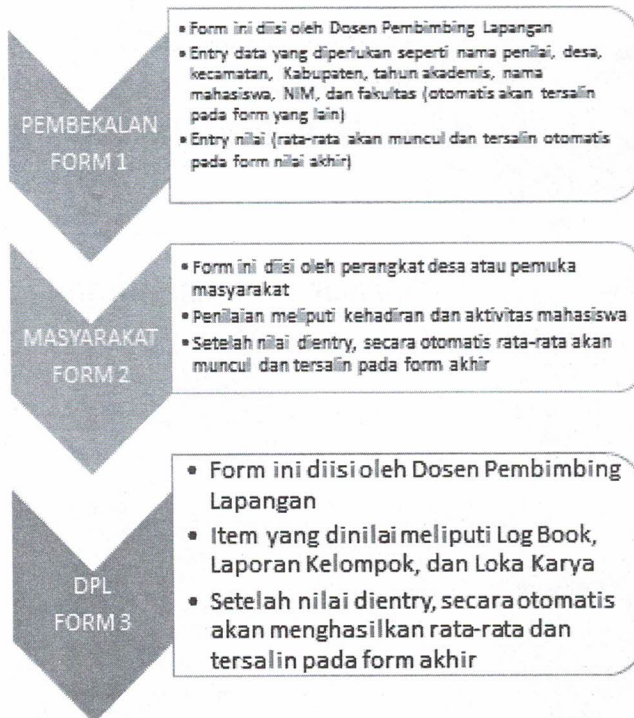 PEMBEKALAN
FORM 1
• Form ini diisi oleh Dosen Pembimbing Lapangan
• Entry data yang diperlukan seperti nama penilai, desa,
kecamatan, Kabupaten, tahun akademis, nama
mahasiswa, NIM, dan fakultas (otomatis akan tersalin
pada form yang lain)
• Entry nilai (rata-rata akan muncul dan tersalin otomatis
pada form nilai akhir)
MASYARAKAT
FORM 2
• Form ini diisi oleh perangkat desa atau pemuka
masyarakat
• Penilaian meliputi kehadiran dan aktivitas mahasiswa
• Setelah nilai dientry, secara otomatis rata-rata akan
muncul dan tersalin pada form akhir
DPL
FORM 3
• Form ini diisi oleh Dosen Pembimbing
Lapangan
• Item yang dinilai meliputi Log Book,
Laporan Kelompok, dan Loka Karya
• Setelah nilai dientry, secara otomatis
akan menghasilkan rata-rata dan
tersalin pada form akhir